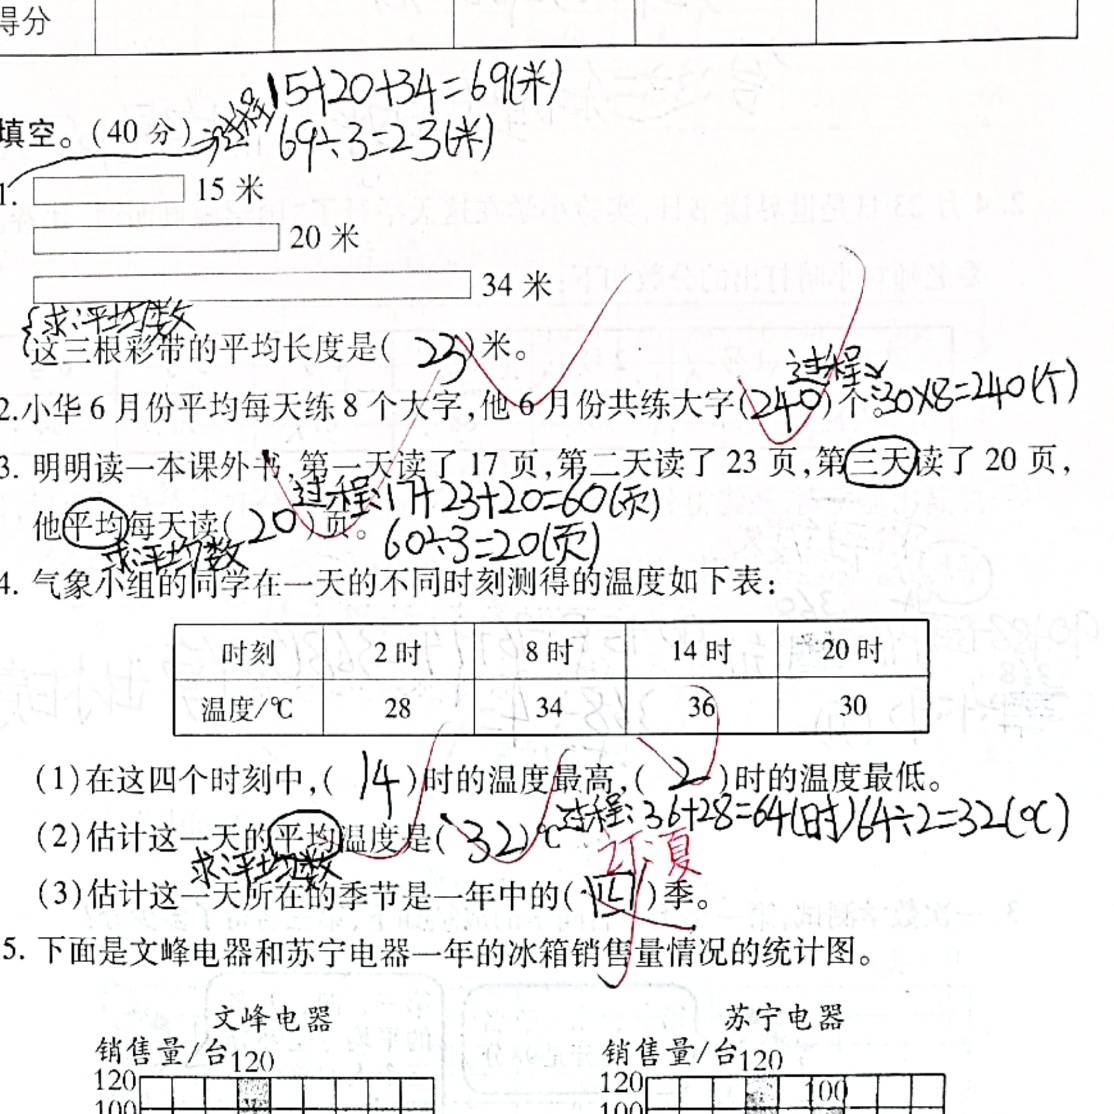 得分
15+20+34=69(米)
填空。(40 分) 过程 69÷3=23(米)
1. 15 米
20 米
34 米
求:平均数
这三根彩带的平均长度是( 23 )米。
过程:
2.小华 6 月份平均每天练 8 个大字,他 6 月份共练大字(240)个。30×8=240(个)
3. 明明读一本课外书,第一天读了 17 页,第二天读了 23 页,第三天读了 20 页,
过程:17+23+20=60(页)
他平均每天读( 20 )页。 60÷3=20(页)
求:平均数
4. 气象小组的同学在一天的不同时刻测得的温度如下表:
时刻 2 时 8 时 14 时 20 时
温度/℃ 28 34 36 30
(1)在这四个时刻中,( 14 )时的温度最高,( 2 )时的温度最低。
过程:36+28=64(时)64÷2=32(℃)
(2)估计这一天的平均温度是( 32 )℃
求:平均数
订:夏
(3)估计这一天所在的季节是一年中的( 四 )季。
5. 下面是文峰电器和苏宁电器一年的冰箱销售量情况的统计图。
文峰电器 苏宁电器
销售量/台 120 销售量/台 120
120 120 100
100 100